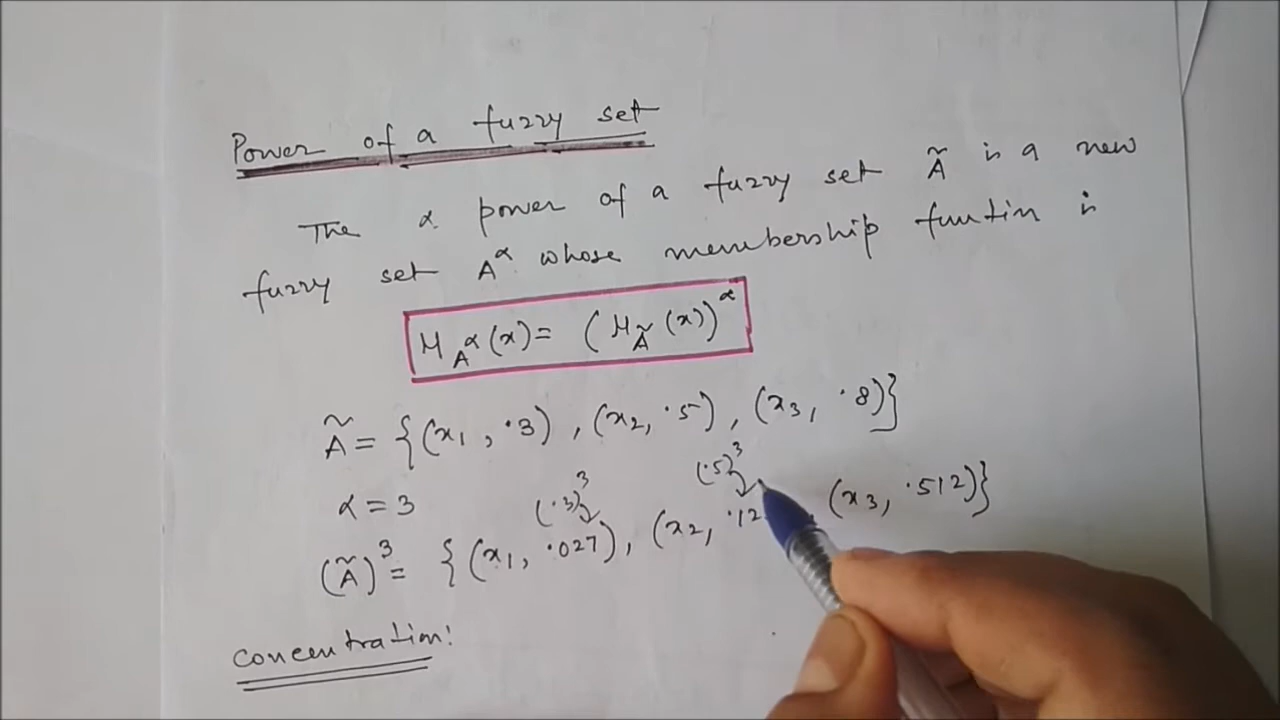 Power of a fuzzy set
The α power of a fuzzy set Ã is a new
fuzzy set A^α whose membership funtin is
μ_A^α(x) = (μ_Ã(x))^α
Ã = {(x₁, .3), (x₂, .5), (x₃, .8)}
α = 3 (.3)³ (.5)³
(Ã)³ = {(x₁, .027), (x₂, .12 (x₃, .512)}
concentration: